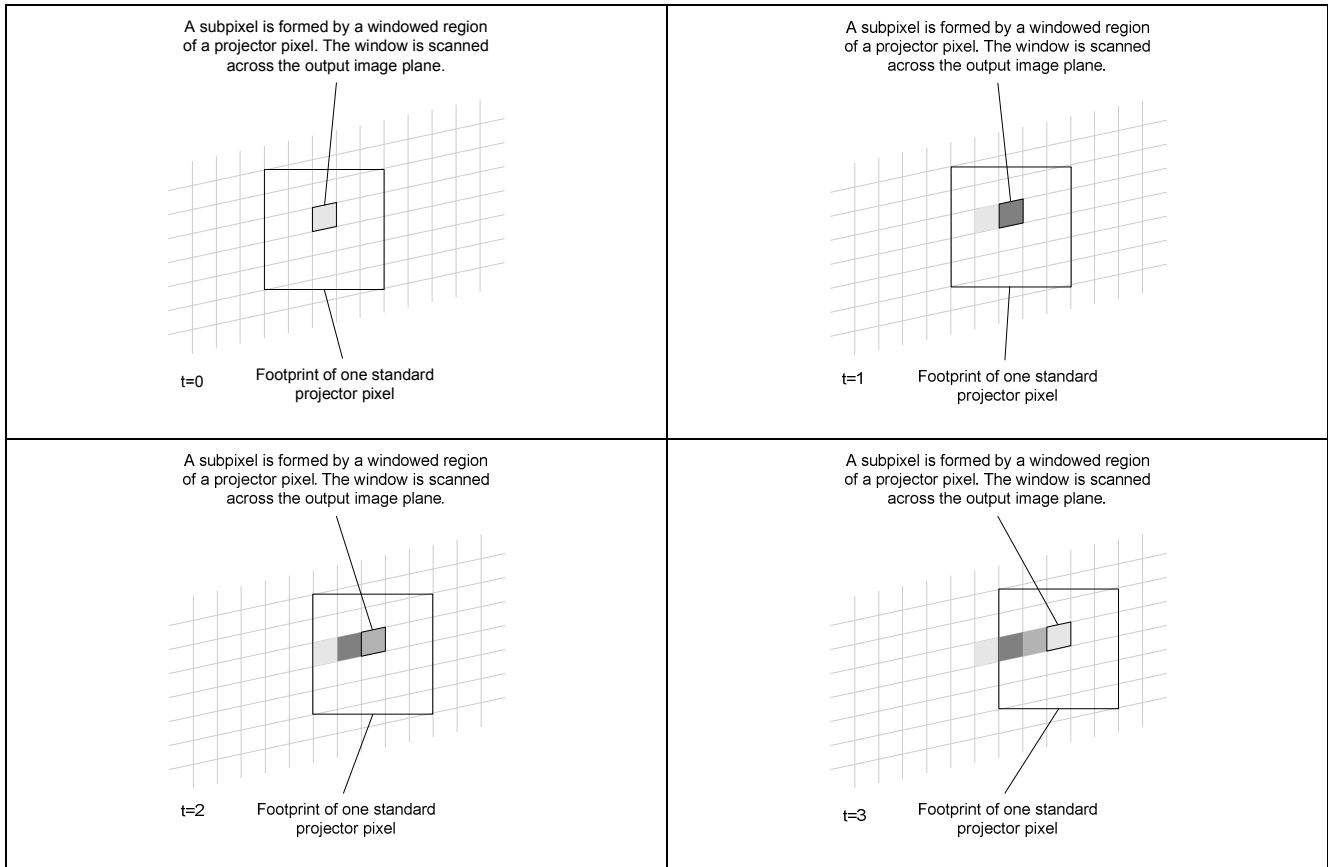 A subpixel is formed by a windowed region
of a projector pixel. The window is scanned
across the output image plane.
t=0
Footprint of one standard
projector pixel
A subpixel is formed by a windowed region
of a projector pixel. The window is scanned
across the output image plane.
t=1
Footprint of one standard
projector pixel
A subpixel is formed by a windowed region
of a projector pixel. The window is scanned
across the output image plane.
t=2
Footprint of one standard
projector pixel
A subpixel is formed by a windowed region
of a projector pixel. The window is scanned
across the output image plane.
t=3
Footprint of one standard
projector pixel